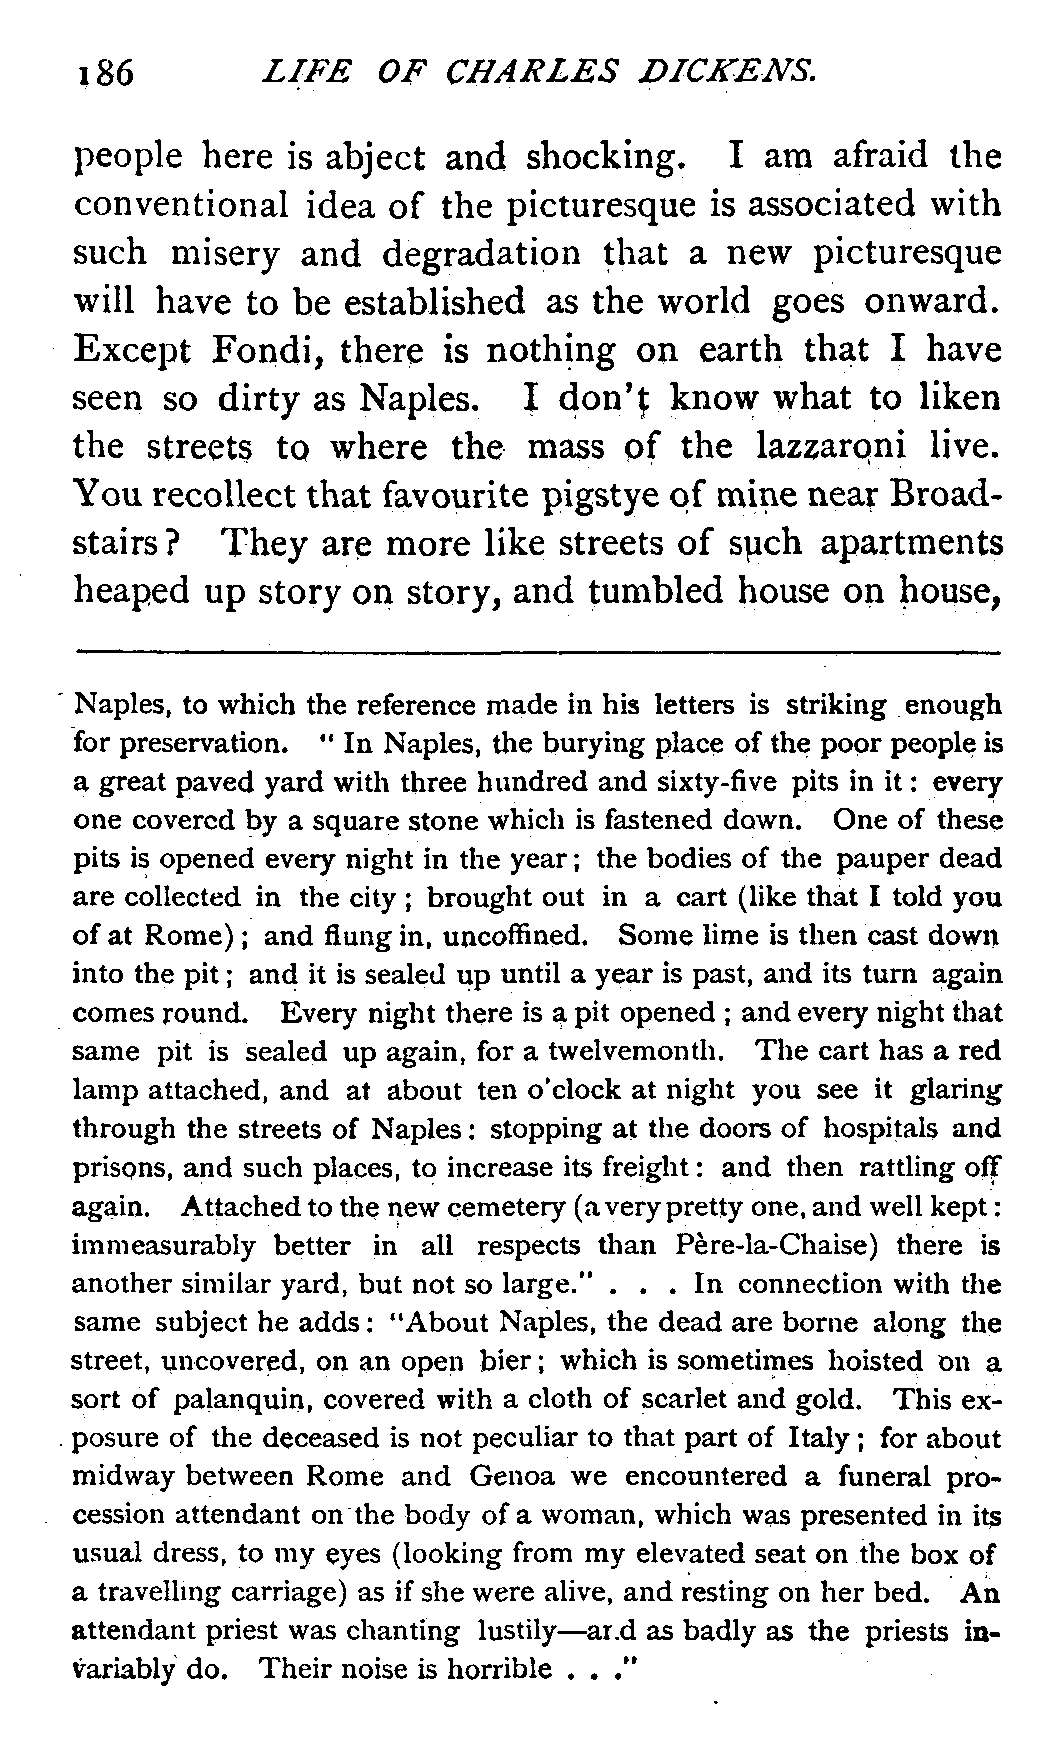 186 LIFE OF CHARLES DICKENS.
people here is abject and shocking. I am afraid the
conventional idea of the picturesque is associated with
such misery and degradation that a new picturesque
will have to be established as the world goes onward.
Except Fondi, there is nothing on earth that I have
seen so dirty as Naples. I don't know what to liken
the streets to where the mass of the lazzaroni live.
You recollect that favourite pigstye of mine near Broad-
stairs? They are more like streets of such apartments
heaped up story on story, and tumbled house on house,
Naples, to which the reference made in his letters is striking enough
for preservation. "In Naples, the burying place of the poor people is
a great paved yard with three hundred and sixty-five pits in it: every
one covered by a square stone which is fastened down. One of these
pits is opened every night in the year; the bodies of the pauper dead
are collected in the city; brought out in a cart (like that I told you
of at Rome); and flung in, uncoffined. Some lime is then cast down
into the pit; and it is sealed up until a year is past, and its turn again
comes round. Every night there is a pit opened; and every night that
same pit is sealed up again, for a twelvemonth. The cart has a red
lamp attached, and at about ten o'clock at night you see it glaring
through the streets of Naples: stopping at the doors of hospitals and
prisons, and such places, to increase its freight: and then rattling off
again. Attached to the new cemetery (a very pretty one, and well kept:
immeasurably better in all respects than Père-la-Chaise) there is
another similar yard, but not so large." . . . In connection with the
same subject he adds: "About Naples, the dead are borne along the
street, uncovered, on an open bier; which is sometimes hoisted on a
sort of palanquin, covered with a cloth of scarlet and gold. This ex-
posure of the deceased is not peculiar to that part of Italy; for about
midway between Rome and Genoa we encountered a funeral pro-
cession attendant on the body of a woman, which was presented in its
usual dress, to my eyes (looking from my elevated seat on the box of
a travelling carriage) as if she were alive, and resting on her bed. An
attendant priest was chanting lustily—and as badly as the priests in-
variably do. Their noise is horrible . . ."